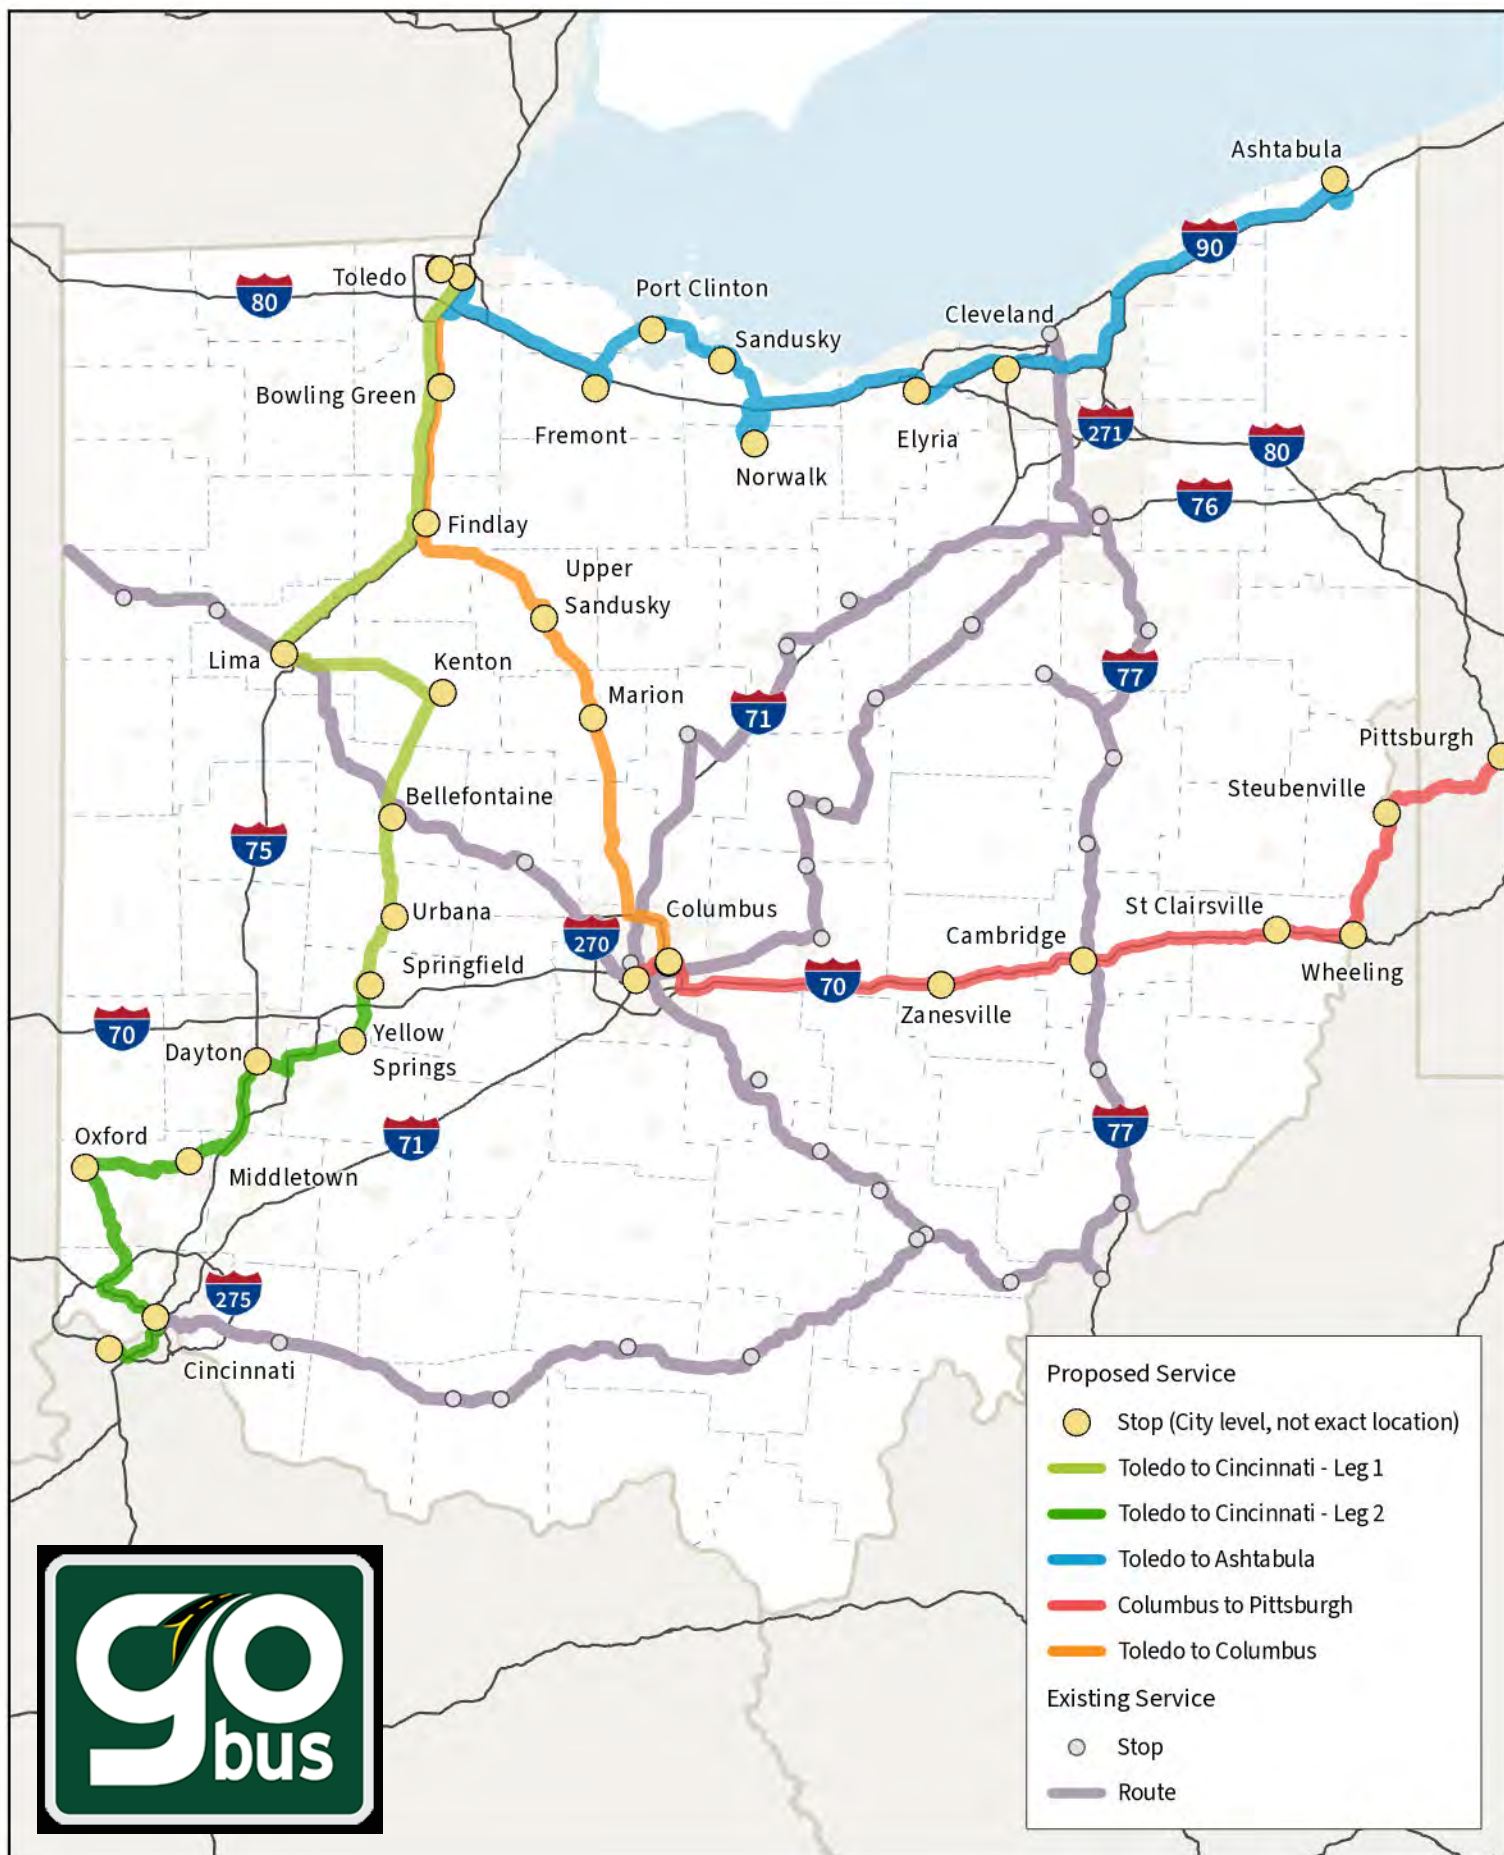 Ashtabula
90
Toledo
80
Port Clinton
Cleveland
Sandusky
Bowling Green
Fremont
Elyria
271
80
Norwalk
76
Findlay
Upper
Sandusky
Lima
Kenton
77
Marion
71
Pittsburgh
Steubenville
Bellefontaine
75
Urbana
Columbus
St Clairsville
270
Cambridge
Springfield
70
Wheeling
Zanesville
70
Yellow
Springs
Dayton
77
Oxford
71
Middletown
275
Cincinnati
Proposed Service
Stop (City level, not exact location)
Toledo to Cincinnati - Leg 1
Toledo to Cincinnati - Leg 2
Toledo to Ashtabula
Columbus to Pittsburgh
Toledo to Columbus
Existing Service
Stop
Route
go
bus